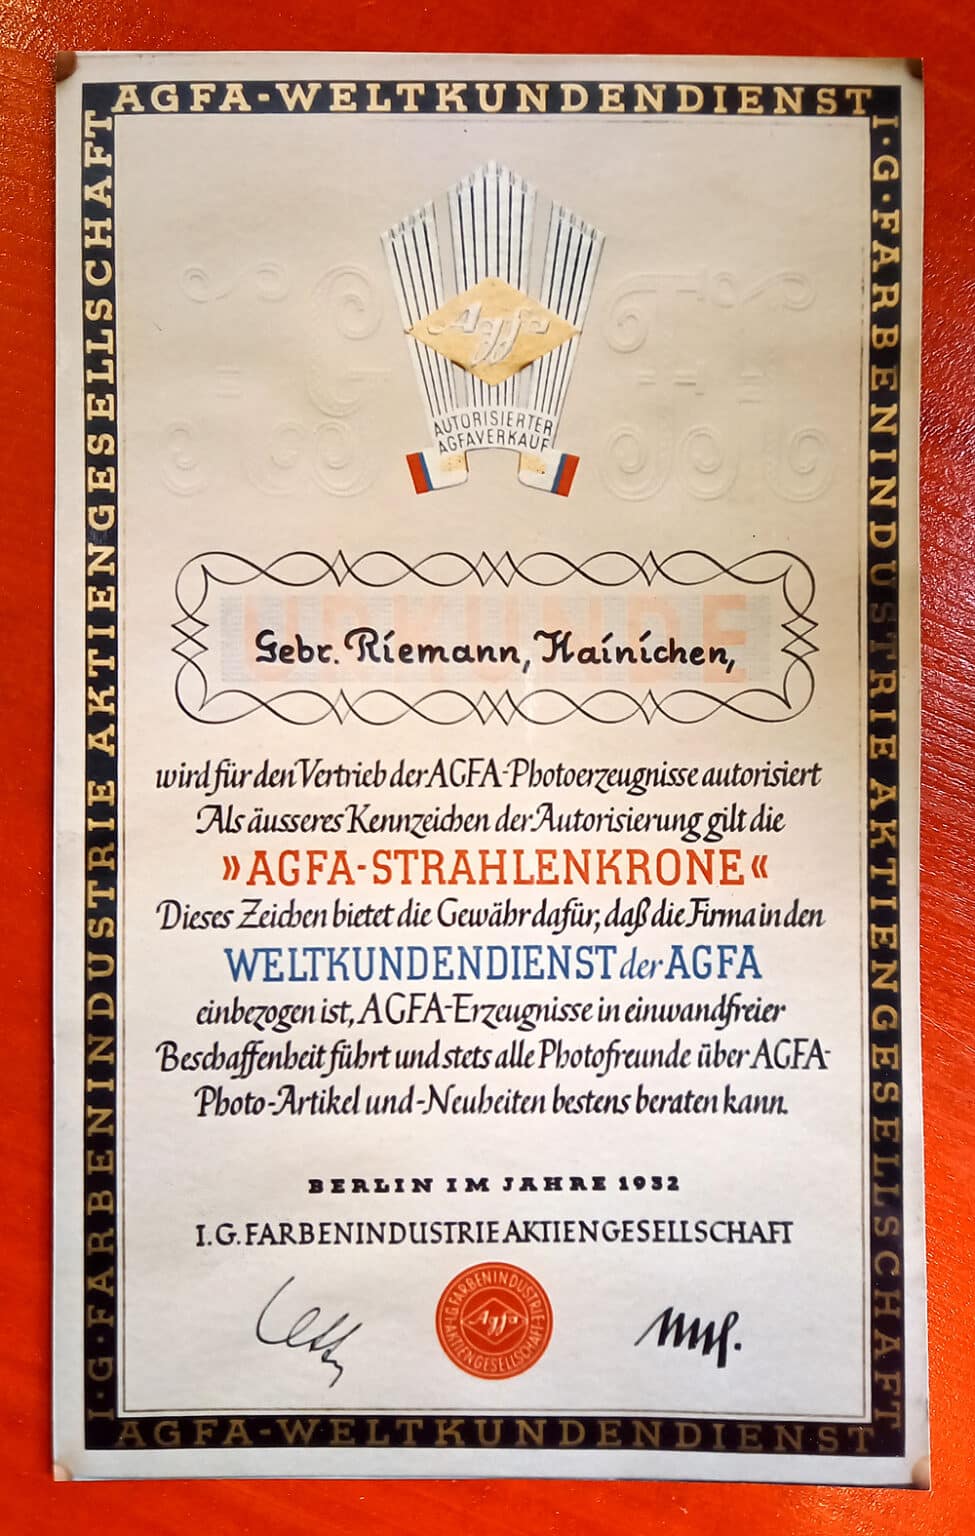 AGFA-WELTKUNDENDIENST
I·G·FARBENINDUSTRIE AKTIENGESELLSCHAFT
I·G·FARBENINDUSTRIE AKTIENGESELLSCHAFT
Agfa
AUTORISIERTER
AGFAVERKAUF
URKUNDE
Gebr. Riemann, Hainichen,
wird für den Vertrieb der AGFA-Photoerzeugnisse autorisiert
Als äusseres Kennzeichen der Autorisierung gilt die
»AGFA-STRAHLENKRONE«
Dieses Zeichen bietet die Gewähr dafür, daß die Firma in den
WELTKUNDENDIENST der AGFA
einbezogen ist, AGFA-Erzeugnisse in einwandfreier
Beschaffenheit führt und stets alle Photofreunde über AGFA-
Photo-Artikel und -Neuheiten bestens beraten kann.
BERLIN IM JAHRE 1932
I.G. FARBENINDUSTRIE AKTIENGESELLSCHAFT
I.G. FARBENINDUSTRIE
Agfa
AKTIENGESELLSCHAFT
AGFA-WELTKUNDENDIENST